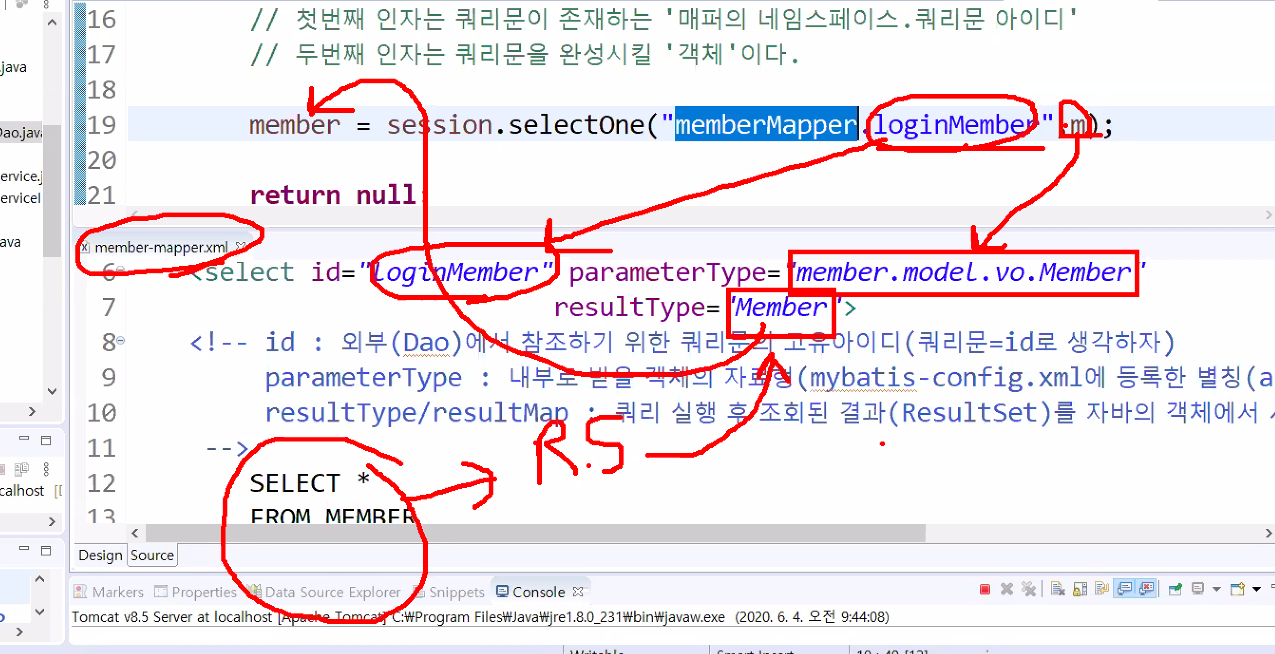 16 // 첫번째 인자는 쿼리문이 존재하는 '매퍼의 네임스페이스.쿼리문 아이디'
17 // 두번째 인자는 쿼리문을 완성시킬 '객체'이다.
18
19 member = session.selectOne("memberMapper.loginMember", m);
20
21 return null;
.java
Dao.java
ervice.j
erviceI
ava
member-mapper.xml
6 <select id="loginMember" parameterType="member.model.vo.Member"
7 resultType="Member">
8 <!-- id : 외부(Dao)에서 참조하기 위한 쿼리문의 고유아이디(쿼리문=id로 생각하자)
9 parameterType : 내부로 받을 객체의 자료형(mybatis-config.xml에 등록한 별칭(a
10 resultType/resultMap : 쿼리 실행 후 조회된 결과(ResultSet)를 자바의 객체에서
11 -->
R.S
12 SELECT *
13 FROM MEMBER
calhost [
Design Source
Markers Properties Data Source Explorer Snippets Console
Tomcat v8.5 Server at localhost [Apache Tomcat] C:₩Program Files₩Java₩jre1.8.0_231₩bin₩javaw.exe (2020. 6. 4. 오전 9:44:08)
Writable Smart Insert 19 : 49 [12]